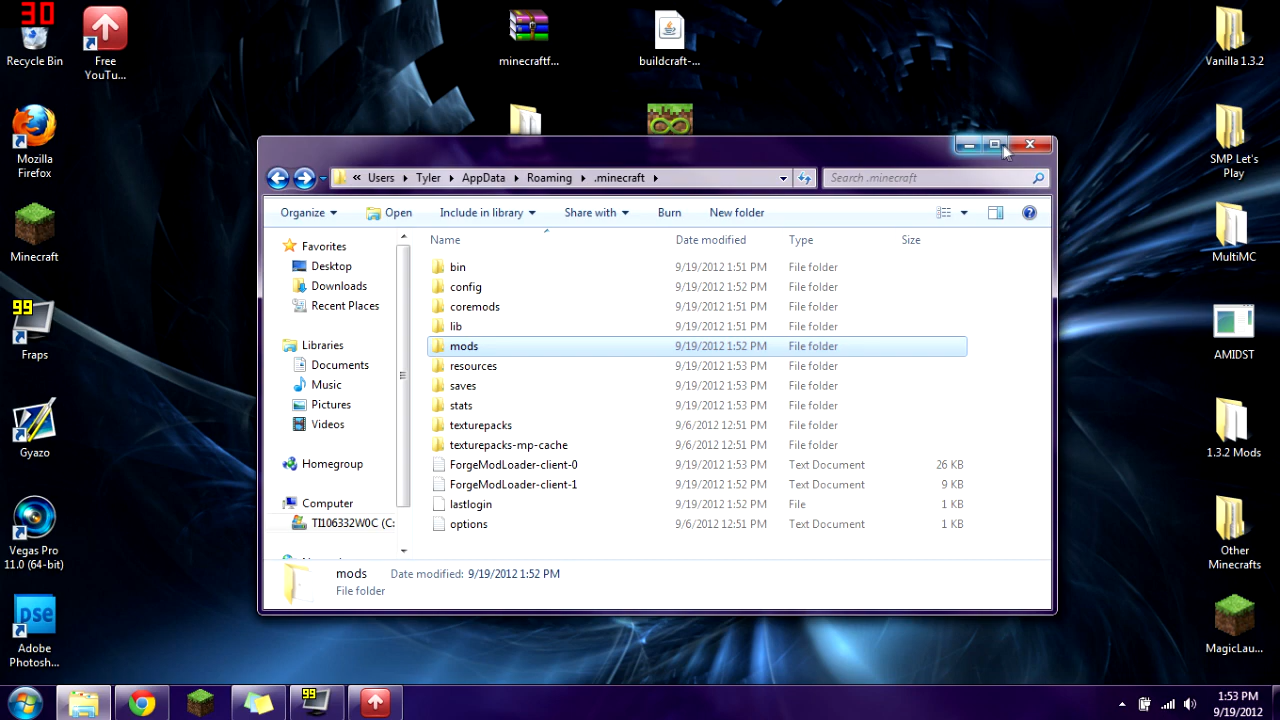 30
Recycle Bin
Free
YouTu...
minecraftf...
buildcraft-...
Vanilla 1.3.2
Mozilla
Firefox
SMP Let's
Play
Minecraft
MultiMC
99
Fraps
AMIDST
Gyazo
1.3.2 Mods
Vegas Pro
11.0 (64-bit)
Other
Minecrafts
pse
Adobe
Photosh...
MagicLau...
« Users Tyler AppData Roaming .minecraft
Search .minecraft
Organize Open Include in library Share with Burn New folder
Favorites
Desktop
Downloads
Recent Places
Libraries
Documents
Music
Pictures
Videos
Homegroup
Computer
TI106332W0C (C:
Name Date modified Type Size
bin 9/19/2012 1:51 PM File folder
config 9/19/2012 1:52 PM File folder
coremods 9/19/2012 1:51 PM File folder
lib 9/19/2012 1:51 PM File folder
mods 9/19/2012 1:52 PM File folder
resources 9/19/2012 1:53 PM File folder
saves 9/19/2012 1:53 PM File folder
stats 9/19/2012 1:53 PM File folder
texturepacks 9/6/2012 12:51 PM File folder
texturepacks-mp-cache 9/6/2012 12:51 PM File folder
ForgeModLoader-client-0 9/19/2012 1:53 PM Text Document 26 KB
ForgeModLoader-client-1 9/19/2012 1:52 PM Text Document 9 KB
lastlogin 9/19/2012 1:52 PM File 1 KB
options 9/6/2012 12:51 PM Text Document 1 KB
mods Date modified: 9/19/2012 1:52 PM
File folder
99
1:53 PM
9/19/2012